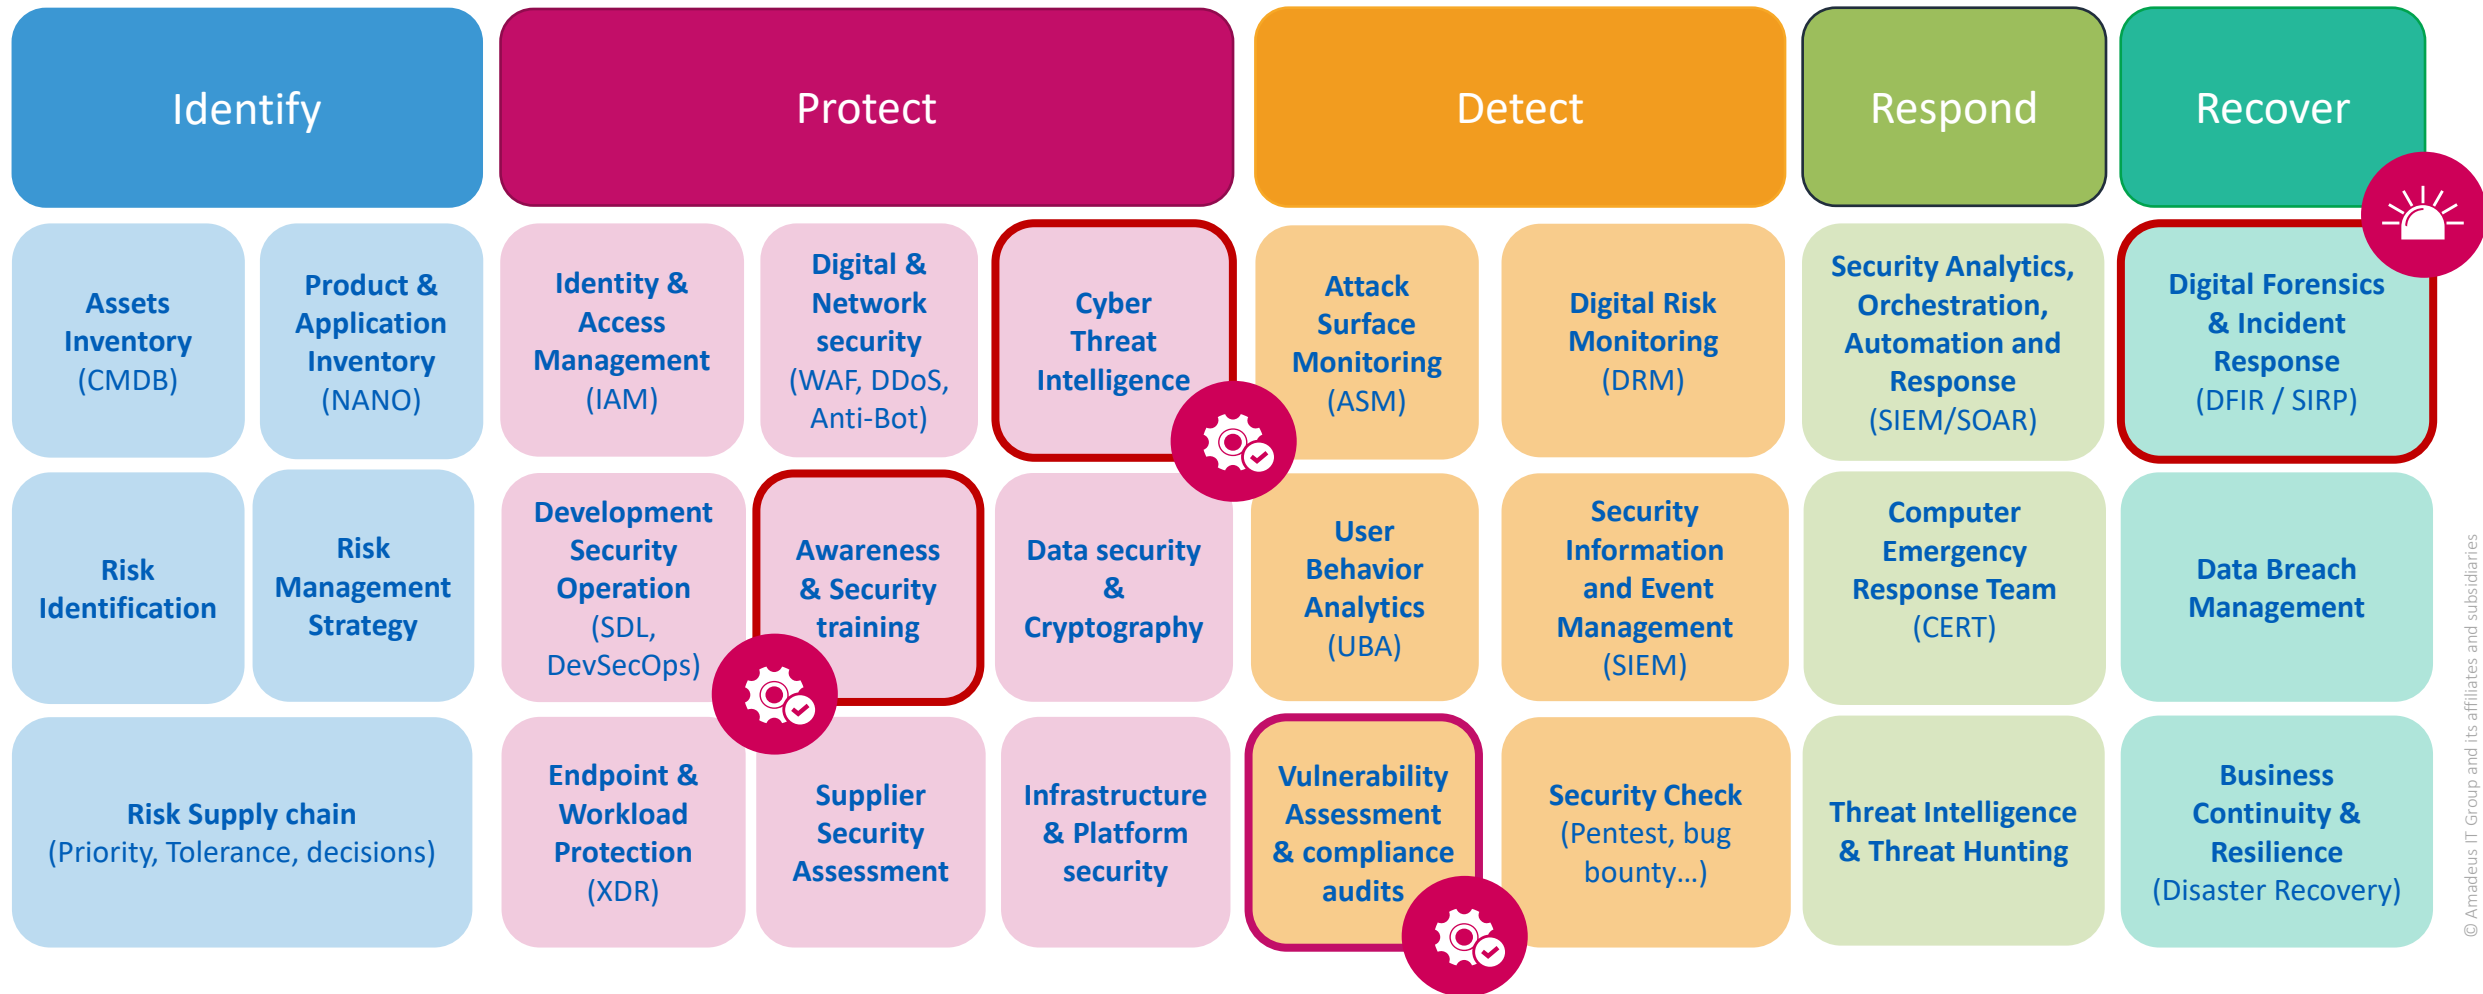 Identify
Protect
Detect
Respond
Recover
Assets
Inventory
(CMDB)
Product &
Application
Inventory
(NANO)
Identity &
Access
Management
(IAM)
Digital &
Network
security
(WAF, DDoS,
Anti-Bot)
Cyber
Threat
Intelligence
Attack
Surface
Monitoring
(ASM)
Digital Risk
Monitoring
(DRM)
Security Analytics,
Orchestration,
Automation and
Response
(SIEM/SOAR)
Digital Forensics
& Incident
Response
(DFIR / SIRP)
Risk
Identification
Risk
Management
Strategy
Development
Security
Operation
(SDL,
DevSecOps)
Awareness
& Security
training
Data security
&
Cryptography
User
Behavior
Analytics
(UBA)
Security
Information
and Event
Management
(SIEM)
Computer
Emergency
Response Team
(CERT)
Data Breach
Management
Risk Supply chain
(Priority, Tolerance, decisions)
Endpoint &
Workload
Protection
(XDR)
Supplier
Security
Assessment
Infrastructure
& Platform
security
Vulnerability
Assessment
& compliance
audits
Security Check
(Pentest, bug
bounty...)
Threat Intelligence
& Threat Hunting
Business
Continuity &
Resilience
(Disaster Recovery)
© Amadeus IT Group and its affiliates and subsidiaries